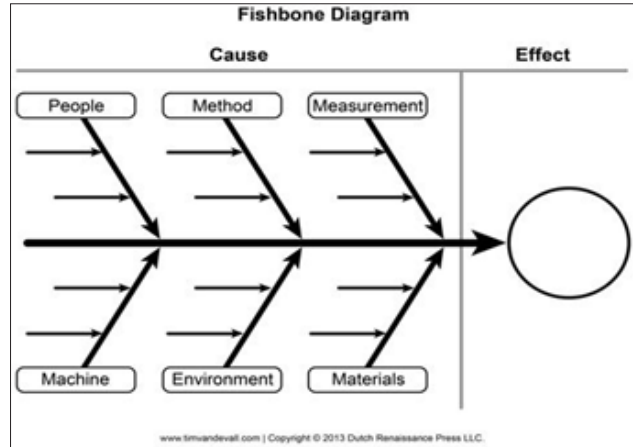 Fishbone Diagram
Cause Effect
People Method Measurement
Machine Environment Materials
www.timvandevall.com | Copyright © 2013 Dutch Renaissance Press LLC.